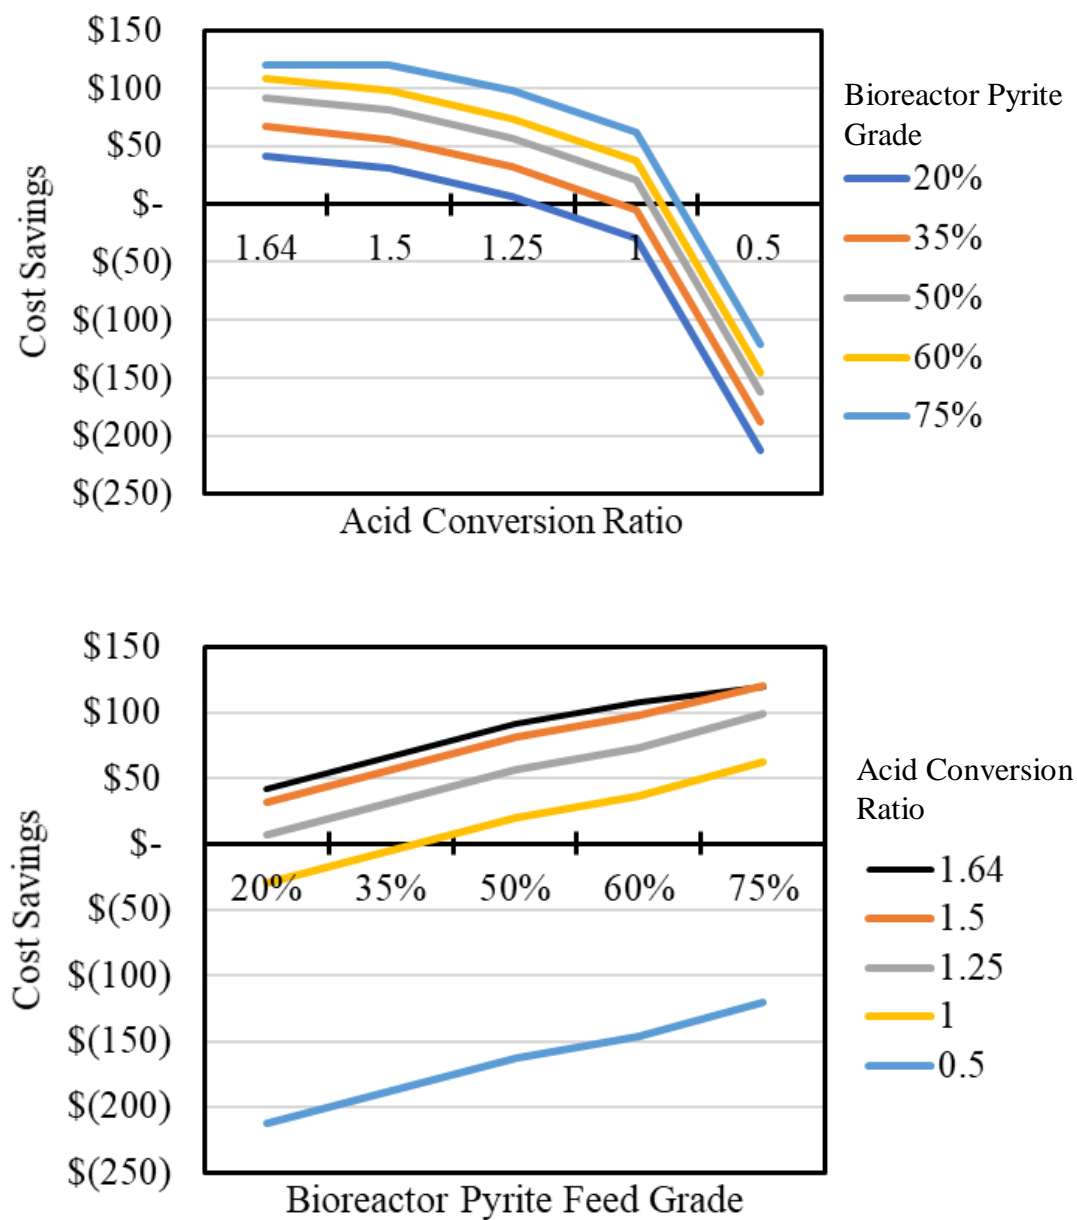 $150
$100
$50
$-
$(50)
$(100)
$(150)
$(200)
$(250)
Cost Savings
1.64 1.5 1.25 1 0.5
Acid Conversion Ratio
Bioreactor Pyrite
Grade
20%
35%
50%
60%
75%
$150
$100
$50
$-
$(50)
$(100)
$(150)
$(200)
$(250)
Cost Savings
20% 35% 50% 60% 75%
Bioreactor Pyrite Feed Grade
Acid Conversion
Ratio
1.64
1.5
1.25
1
0.5